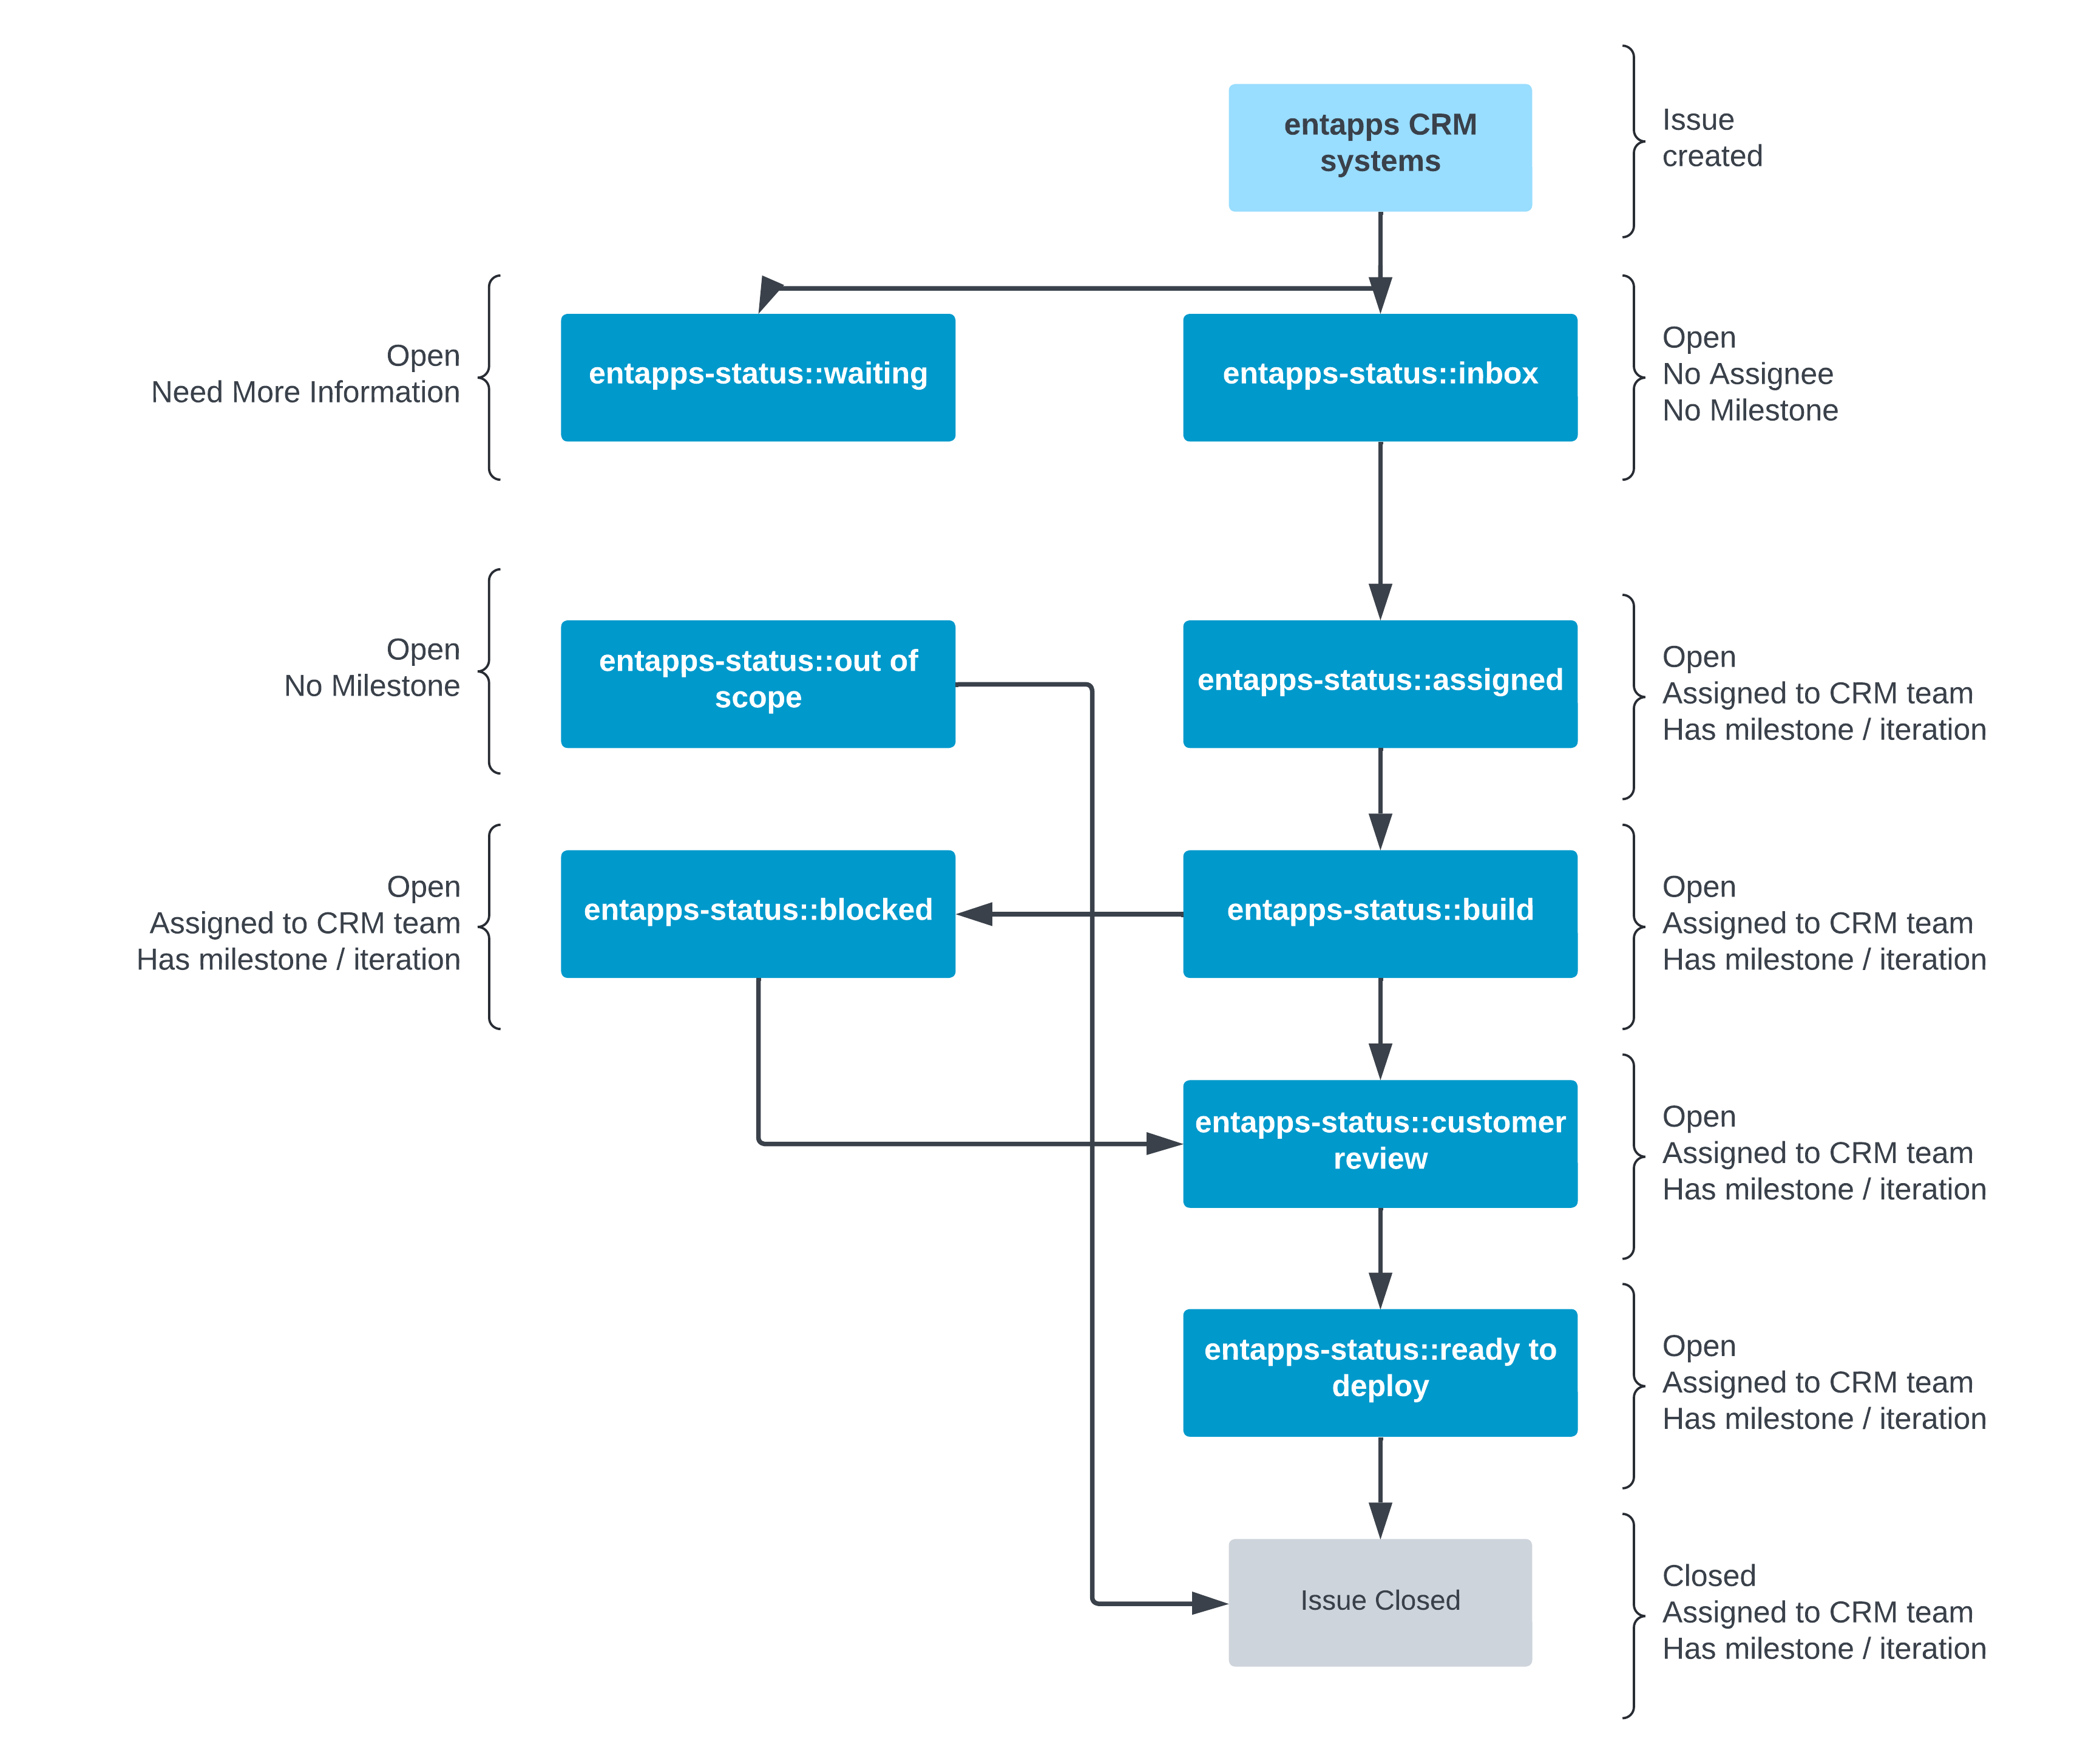 entapps CRM
systems
Issue
created
Open
Need More Information
entapps-status::waiting
entapps-status::inbox
Open
No Assignee
No Milestone
Open
No Milestone
entapps-status::out of
scope
entapps-status::assigned
Open
Assigned to CRM team
Has milestone / iteration
Open
Assigned to CRM team
Has milestone / iteration
entapps-status::blocked
entapps-status::build
Open
Assigned to CRM team
Has milestone / iteration
entapps-status::customer
review
Open
Assigned to CRM team
Has milestone / iteration
entapps-status::ready to
deploy
Open
Assigned to CRM team
Has milestone / iteration
Issue Closed
Closed
Assigned to CRM team
Has milestone / iteration